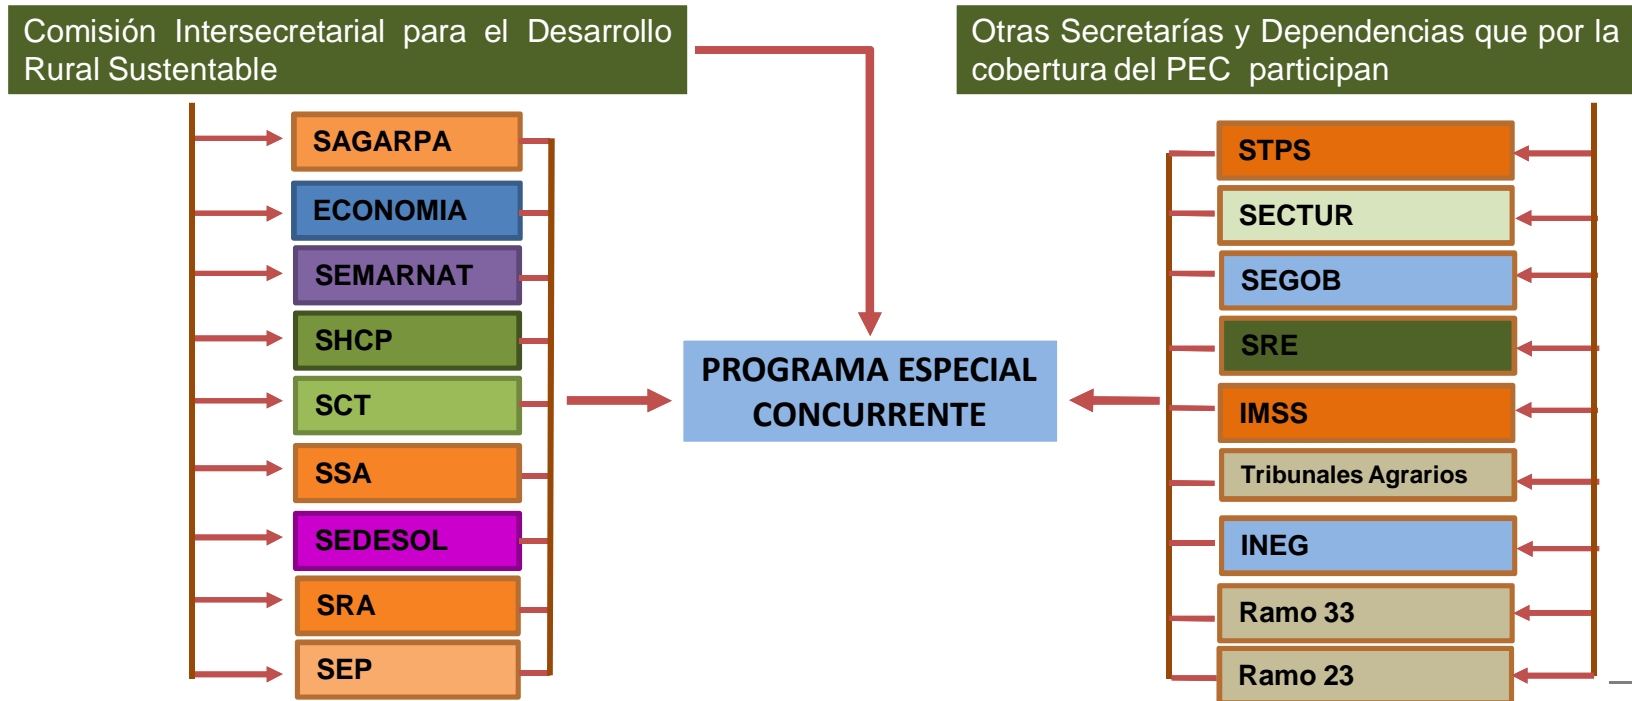 Comisión Intersecretarial para el Desarrollo
Rural Sustentable
SAGARPA
ECONOMIA
SEMARNAT
SHCP
SCT
SSA
SEDESOL
SRA
SEP
PROGRAMA ESPECIAL
CONCURRENTE
Otras Secretarías y Dependencias que por la
cobertura del PEC participan
STPS
SECTUR
SEGOB
SRE
IMSS
Tribunales Agrarios
INEG
Ramo 33
Ramo 23